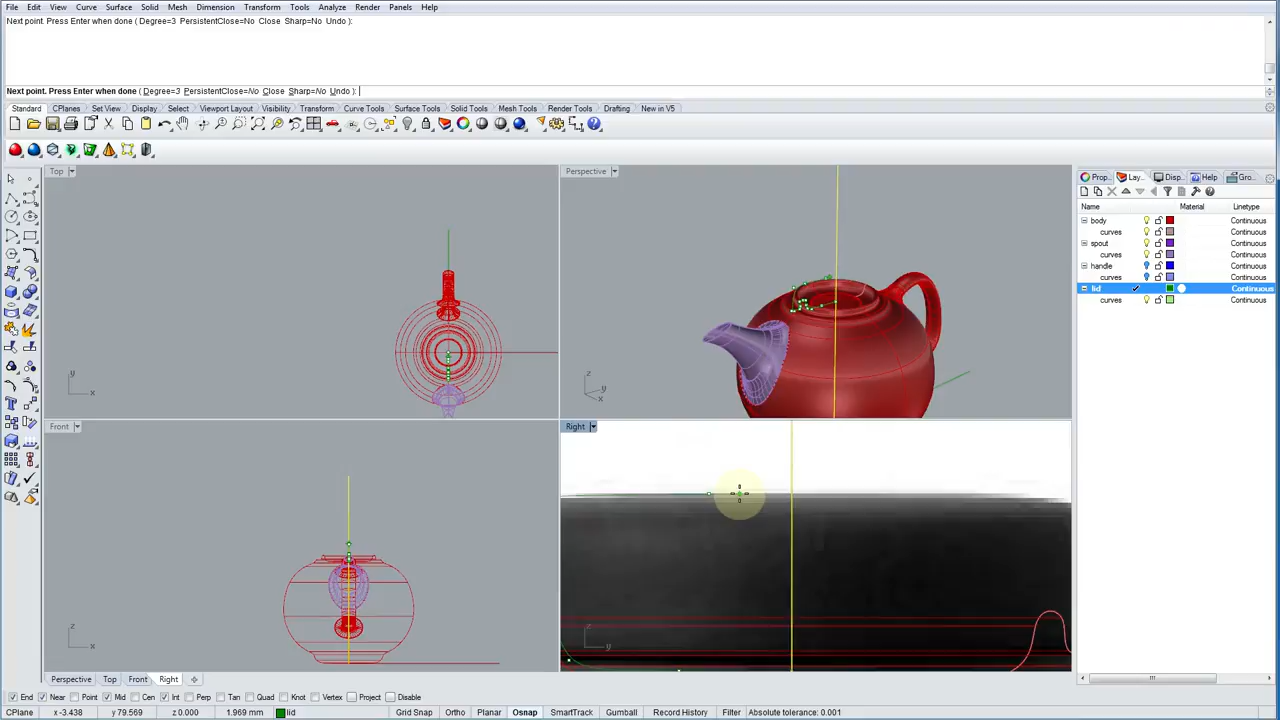 File Edit View Curve Surface Solid Mesh Dimension Transform Tools Analyze Render Panels Help
Next point. Press Enter when done ( Degree=3 PersistentClose=No Close Sharp=No Undo ):
Next point. Press Enter when done ( Degree=3 PersistentClose=No Close Sharp=No Undo ):
Standard CPlanes Set View Display Select Viewport Layout Visibility Transform Curve Tools Surface Tools Solid Tools Mesh Tools Render Tools Drafting New in V5
Top
Perspective
Prop... Lay... Disp... Help Gro...
Name Material Linetype
body Continuous
curves Continuous
spout Continuous
curves Continuous
handle Continuous
curves Continuous
lid Continuous
curves Continuous
y
x
z
y
x
Front
Right
z
x
z
y
Perspective Top Front Right
End Near Point Mid Cen Int Perp Tan Quad Knot Vertex Project Disable
CPlane x -3.438 y 79.569 z 0.000 1.969 mm lid Grid Snap Ortho Planar Osnap SmartTrack Gumball Record History Filter Absolute tolerance: 0.001